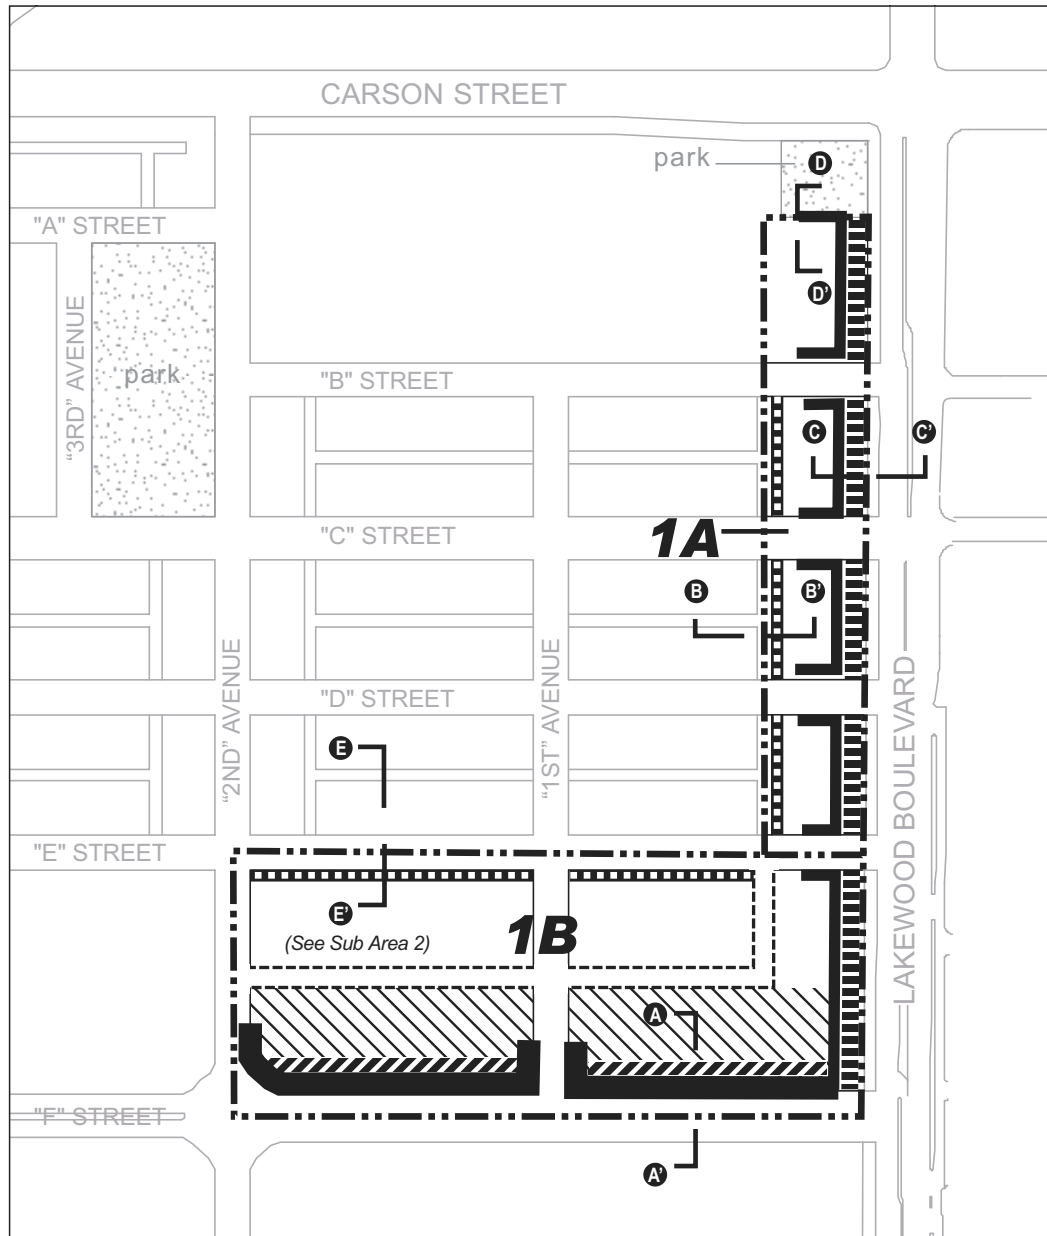 CARSON STREET
park
D
"A" STREET
D'
“3RD” AVENUE
park
"B" STREET
C
C'
"C" STREET
1A
B
B'
“2ND” AVENUE
“1ST” AVENUE
LAKEWOOD BOULEVARD
"D" STREET
E
"E" STREET
E'
(See Sub Area 2)
1B
A
"F" STREET
A'